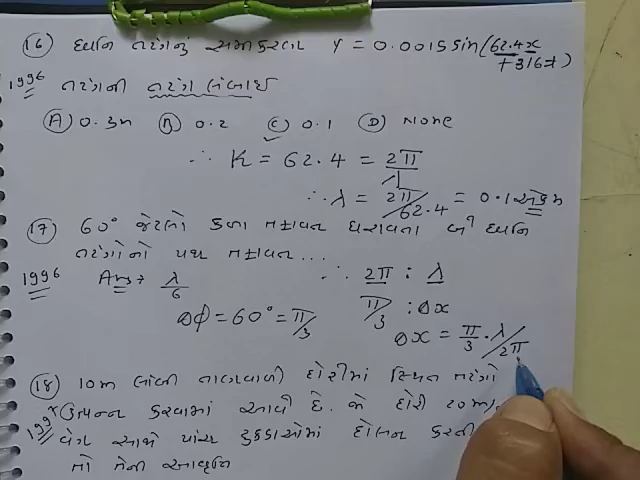 (16) ધ્વનિ તરંગનું સમીકરણ y = 0.0015 sin(62.4x + 316t)
1996 તરંગની તરંગ લંબાઈ
(A) 0.3m (B) 0.2 (C) 0.1 (D) None
∴ K = 62.4 = 2π/λ
∴ λ = 2π/62.4 = 0.1 એકમ
(17) 60° જેટલો કળા તફાવત ધરાવતા બે ધ્વનિ
તરંગોનો પથ તફાવત...
1996 Ans → λ/6 ∴ 2π : λ
Δφ = 60° = π/3 π/3 : Δx
Δx = π/3 · λ/2π
(18) 10m લાંબી તારવાળી દોરીમાં સ્થિત તરંગો
ઉત્પન્ન કરવામાં આવી છે. જે દોરી 20 m/
વેગ સાથે પાંચ ટુકડાઓમાં દોલન કરતી
તો તેની આવૃત્તિ